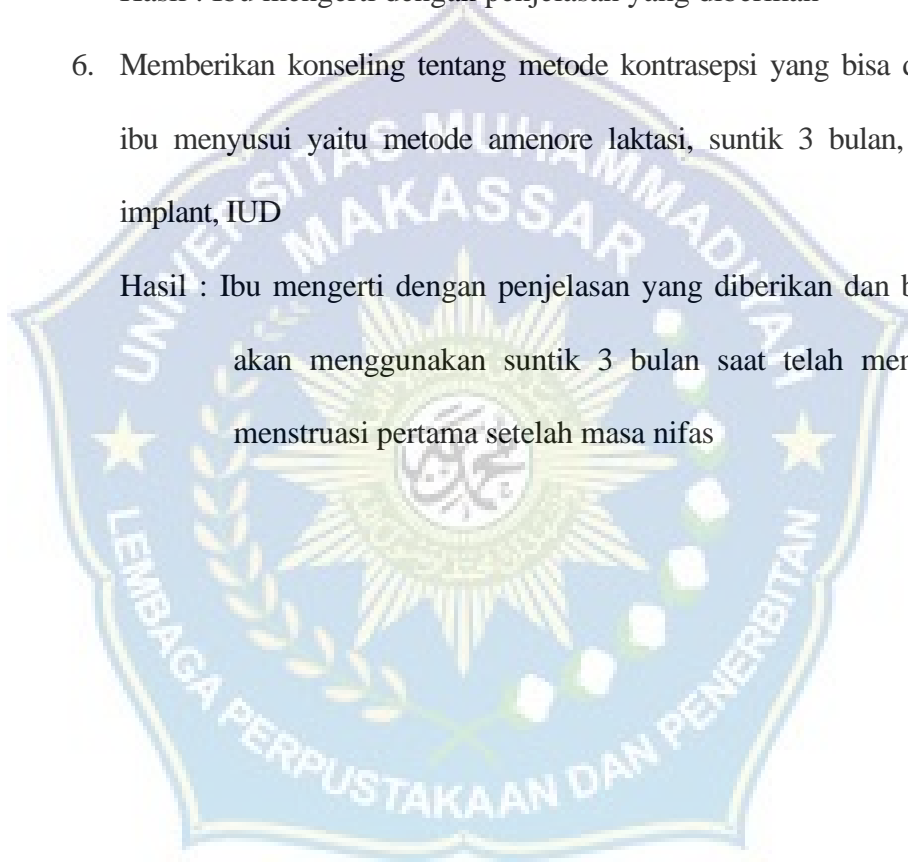 Hasil : Ibu mengerti dengan penjelasan yang diberikan
6. Memberikan konseling tentang metode kontrasepsi yang bisa
ibu menyusui yaitu metode amenore laktasi, suntik 3 bulan,
implant, IUD
Hasil : Ibu mengerti dengan penjelasan yang diberikan dan
akan menggunakan suntik 3 bulan saat telah
menstruasi pertama setelah masa nifas
UNIVERSITAS MUHAMMADIYAH
MAKASSAR
LEMBAGA PERPUSTAKAAN DAN PENERBITAN